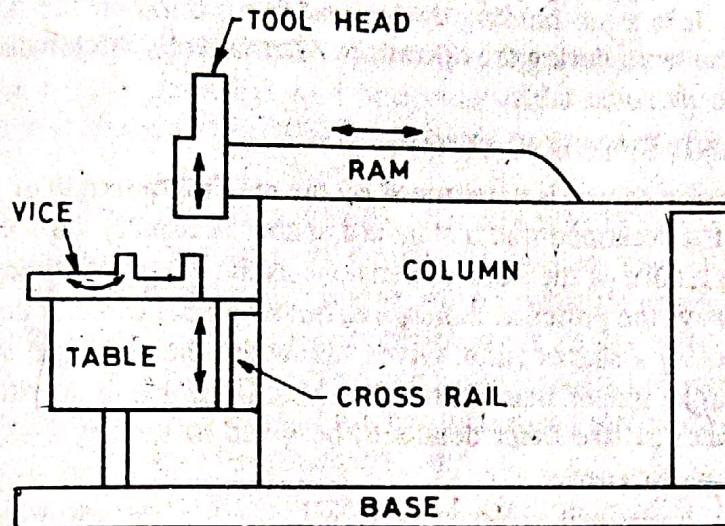 TOOL HEAD
RAM
VICE
COLUMN
TABLE
CROSS RAIL
BASE